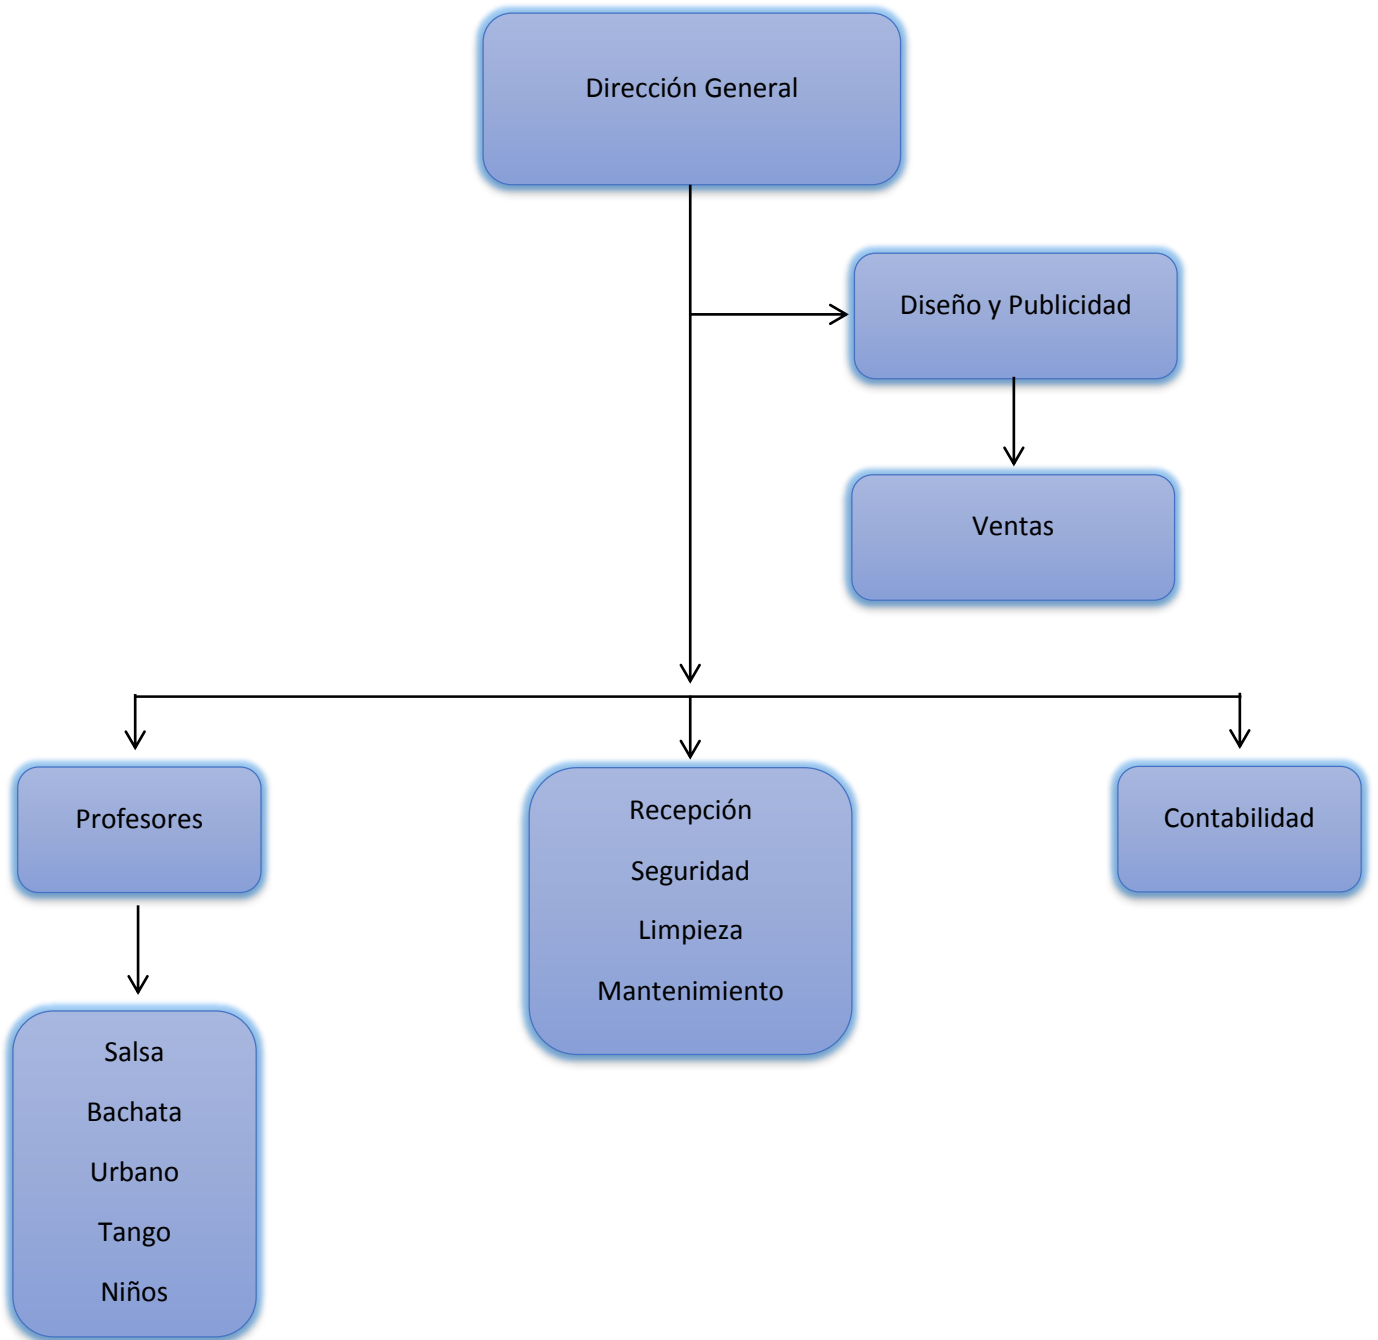 Dirección General
Diseño y Publicidad
Ventas
Profesores
Recepción
Seguridad
Limpieza
Mantenimiento
Contabilidad
Salsa
Bachata
Urbano
Tango
Niños